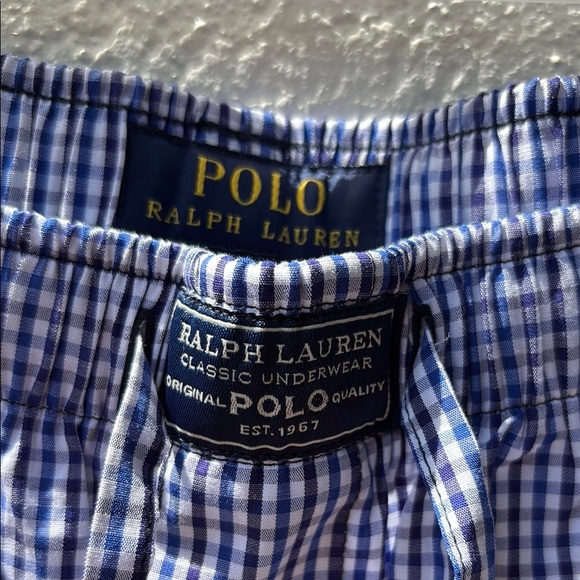 POLO
RALPH LAUREN
RALPH LAUREN
CLASSIC UNDERWEAR
ORIGINAL POLO QUALITY
EST. 1967